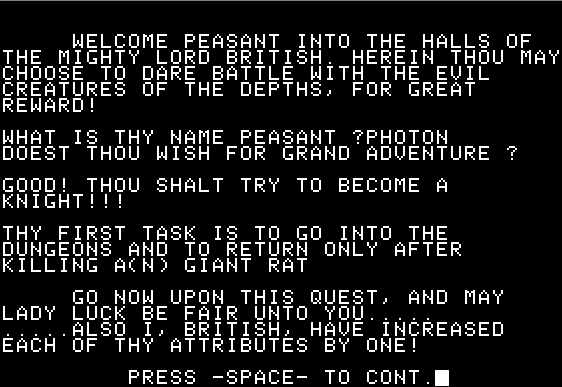 WELCOME PEASANT INTO THE HALLS OF
THE MIGHTY LORD BRITISH. HEREIN THOU MAY
CHOOSE TO DARE BATTLE WITH THE EVIL
CREATURES OF THE DEPTHS, FOR GREAT
REWARD!
WHAT IS THY NAME PEASANT ?PHOTON
DOEST THOU WISH FOR GRAND ADVENTURE ?
GOOD! THOU SHALT TRY TO BECOME A
KNIGHT!!!
THY FIRST TASK IS TO GO INTO THE
DUNGEONS AND TO RETURN ONLY AFTER
KILLING A(N) GIANT RAT
GO NOW UPON THIS QUEST, AND MAY
LADY LUCK BE FAIR UNTO YOU.....
.....ALSO I, BRITISH, HAVE INCREASED
EACH OF THY ATTRIBUTES BY ONE!
PRESS -SPACE- TO CONT.